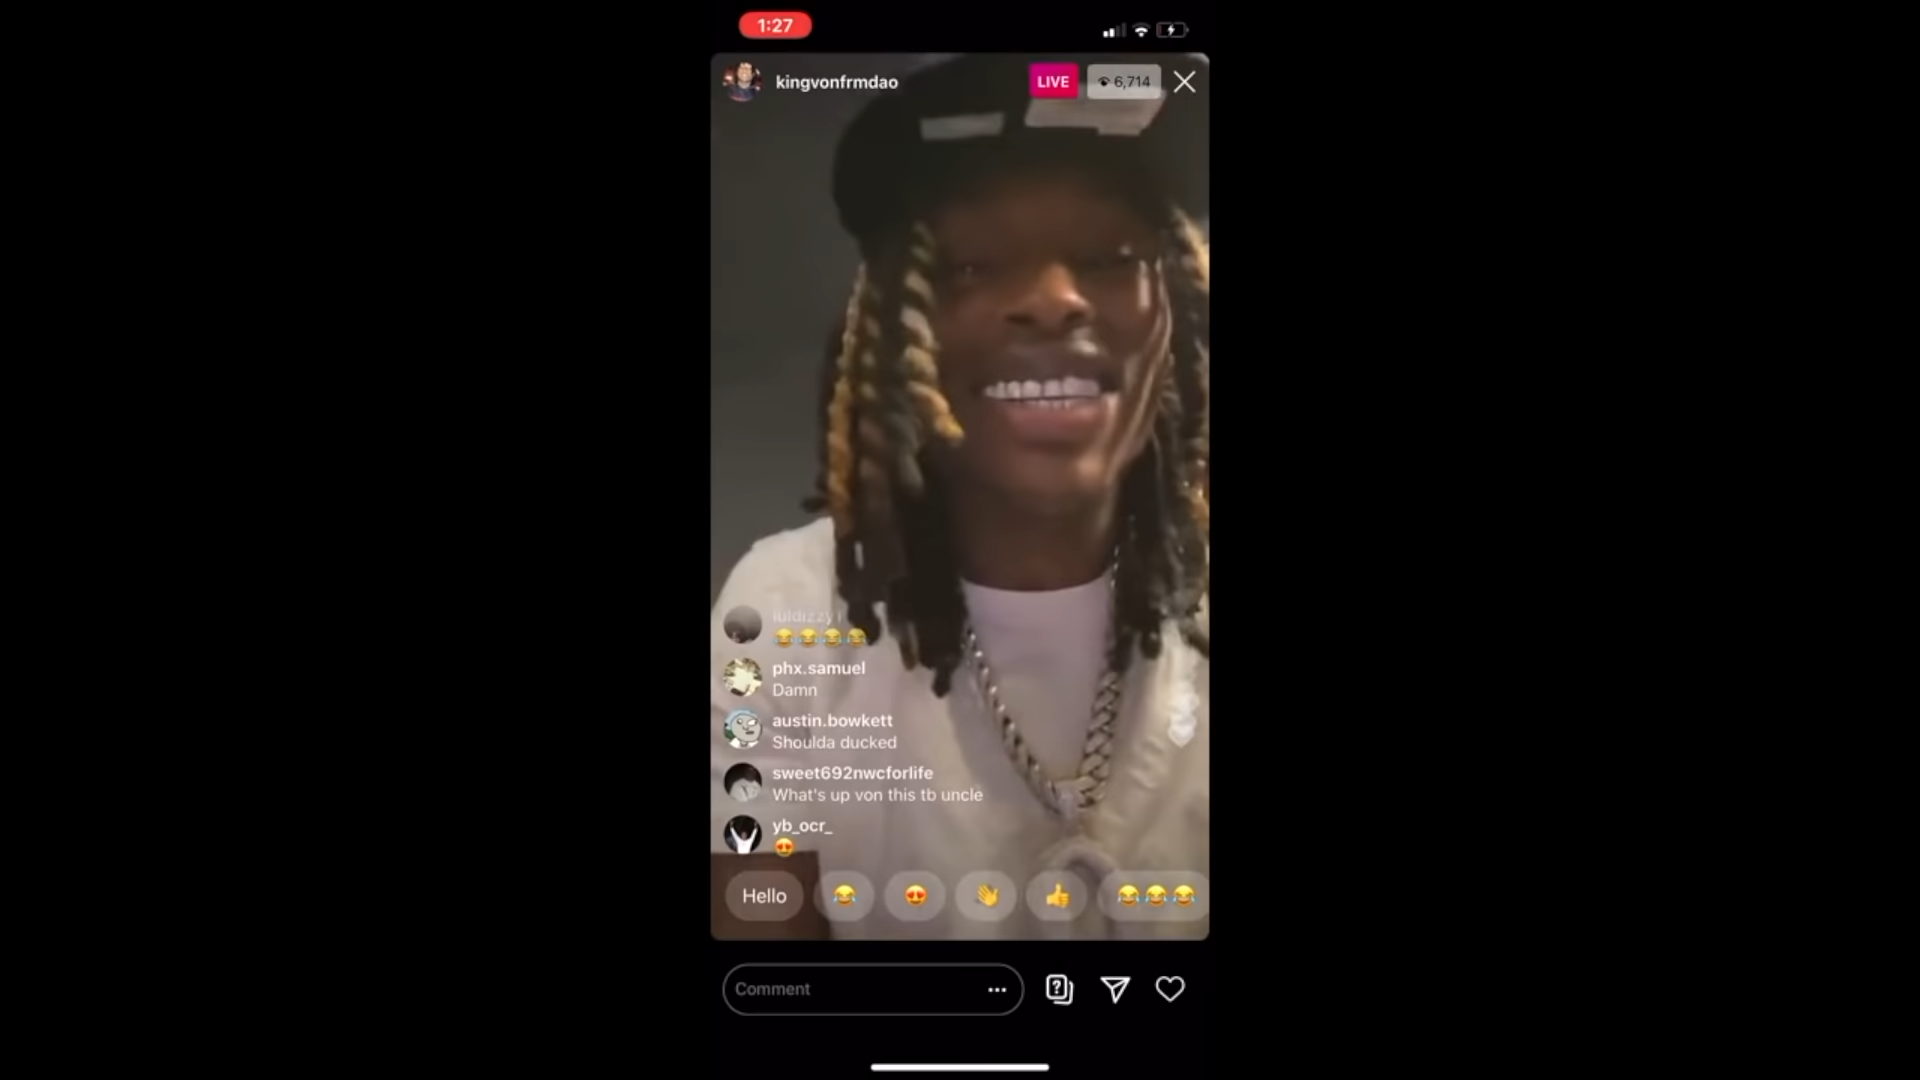 1:27
kingvonfrmdao
LIVE
6,714
phx.samuel
Damn
austin.bowkett
Shoulda ducked
sweet692nwcforlife
What's up von this tb uncle
yb_ocr_
Hello
Comment